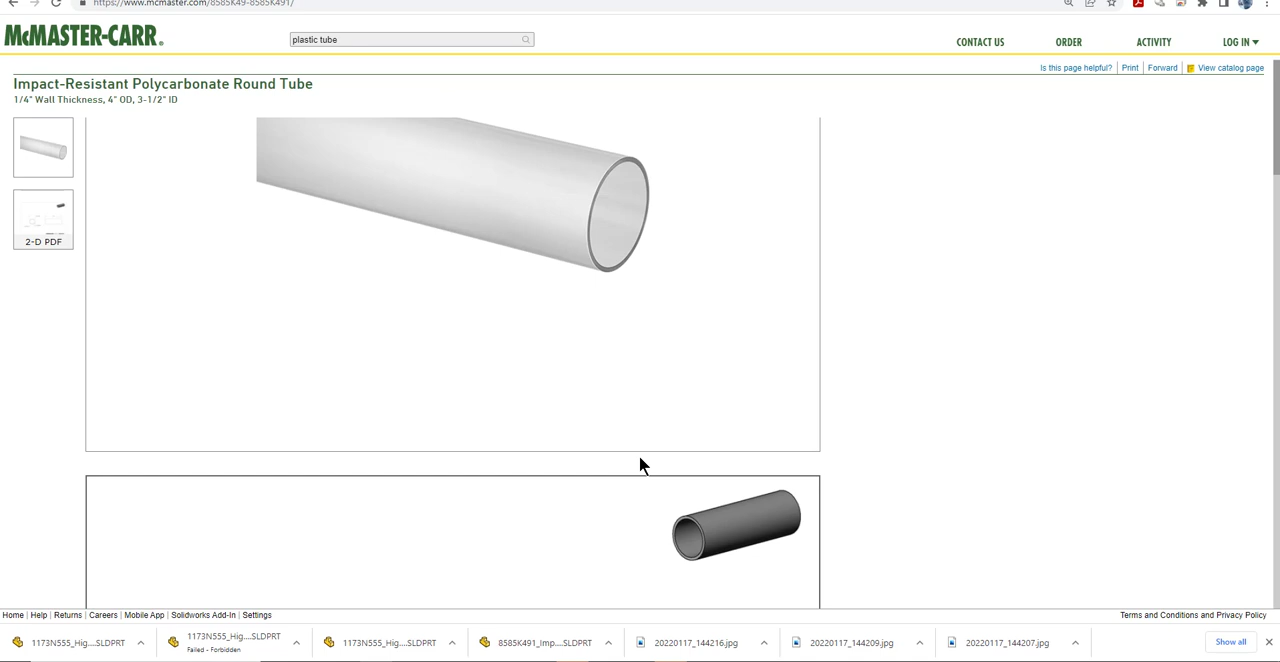 https://www.mcmaster.com/8585K49-8585K491/
McMASTER-CARR®
plastic tube
CONTACT US
ORDER
ACTIVITY
LOG IN
Is this page helpful? Print Forward View catalog page
Impact-Resistant Polycarbonate Round Tube
1/4" Wall Thickness, 4" OD, 3-1/2" ID
2-D PDF
Home | Help | Returns | Careers | Mobile App | Solidworks Add-In | Settings
Terms and Conditions and Privacy Policy
1173N555_Hig....SLDPRT
1173N555_Hig....SLDPRT
Failed - Forbidden
1173N555_Hig....SLDPRT
8585K491_Imp....SLDPRT
20220117_144216.jpg
20220117_144209.jpg
20220117_144207.jpg
Show all